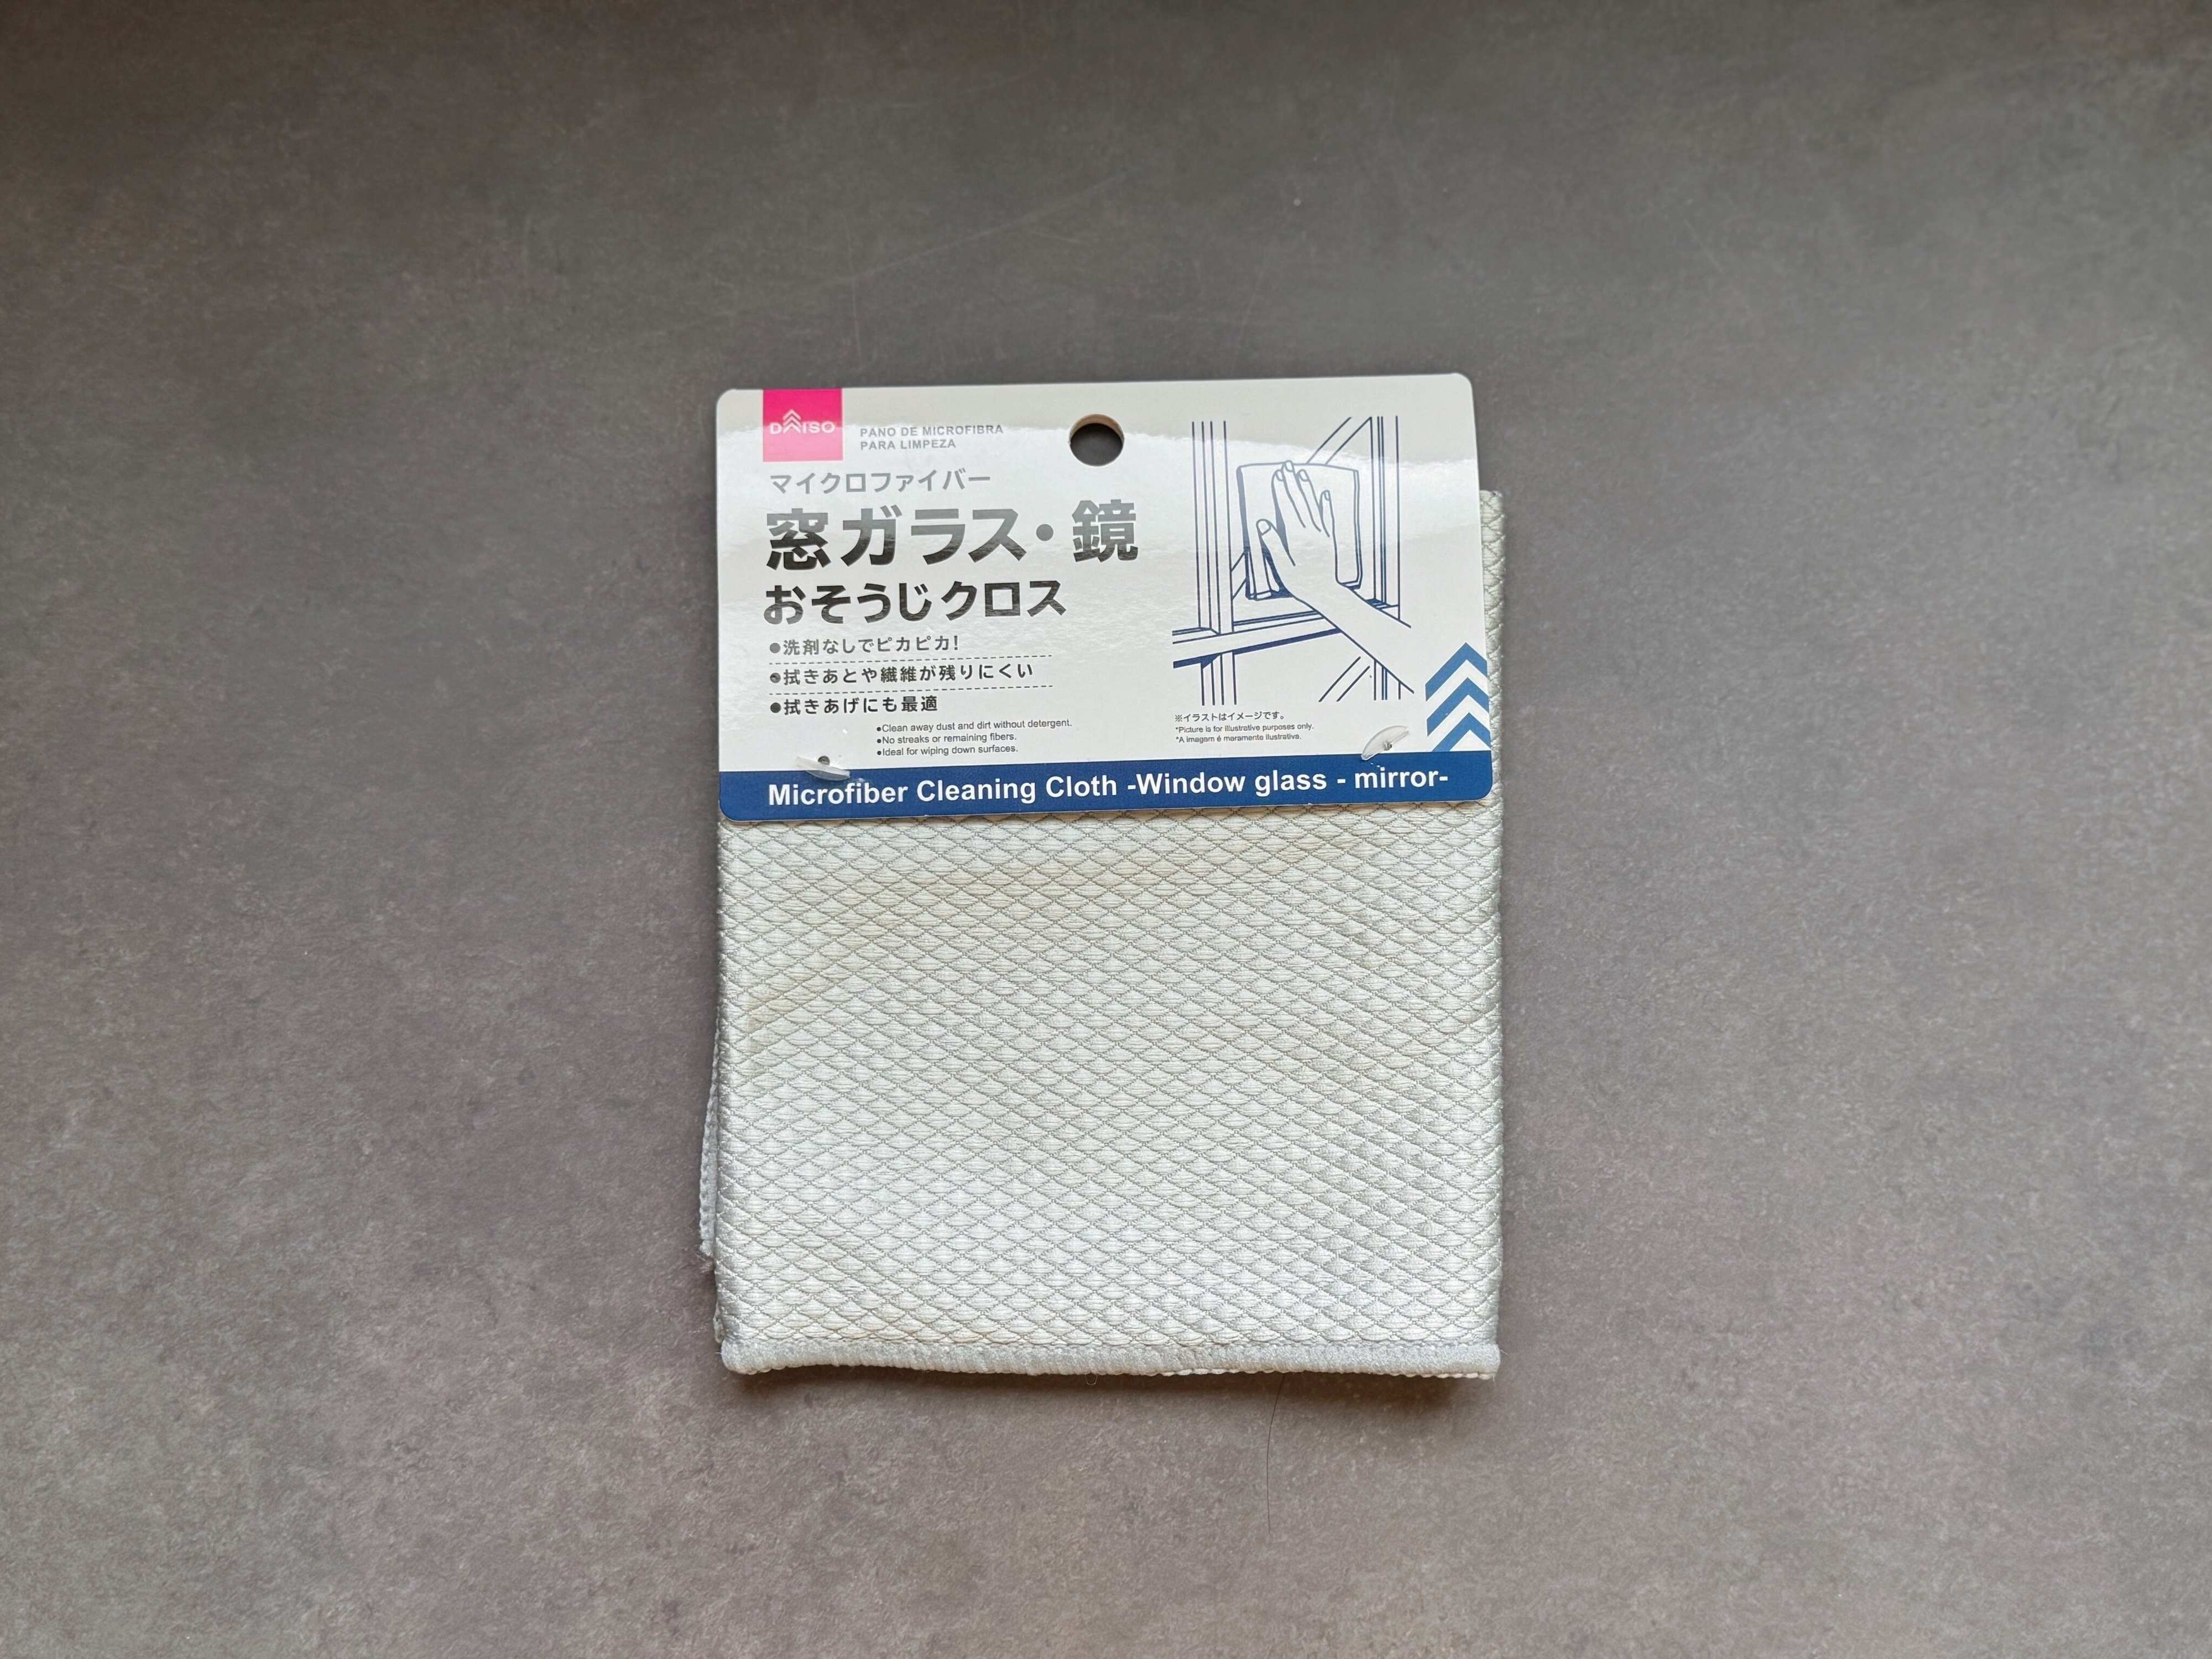 DAISO
PANO DE MICROFIBRA
PARA LIMPEZA
マイクロファイバー
窓ガラス・鏡
おそうじクロス
●洗剤なしでピカピカ!
●拭きあとや繊維が残りにくい
●拭きあげにも最適
●Clean away dust and dirt without detergent.
●No streaks or remaining fibers.
●Ideal for wiping down surfaces.
※イラストはイメージです。
*Picture is for illustrative purposes only.
*A imagem é meramente ilustrativa.
Microfiber Cleaning Cloth -Window glass - mirror-